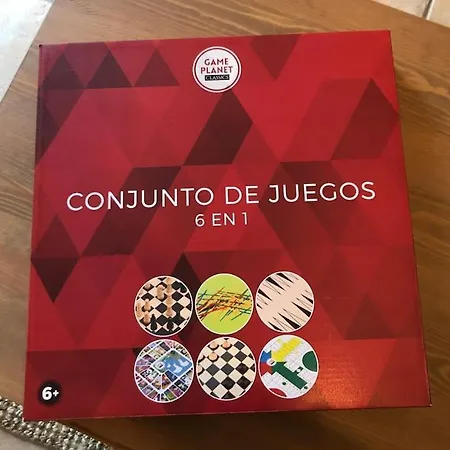 GAME
PLANET
CLASSICS
CONJUNTO DE JUEGOS
6 EN 1
6+